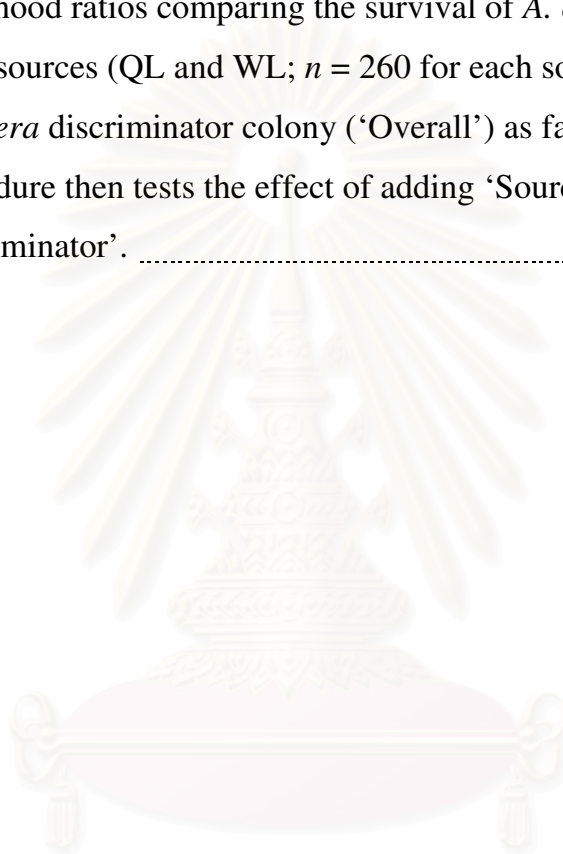 hood ratios comparing the survival of A.
sources (QL and WL; n = 260 for each so
era discriminator colony (‘Overall’) as fa
dure then tests the effect of adding ‘Sourc
minator’.